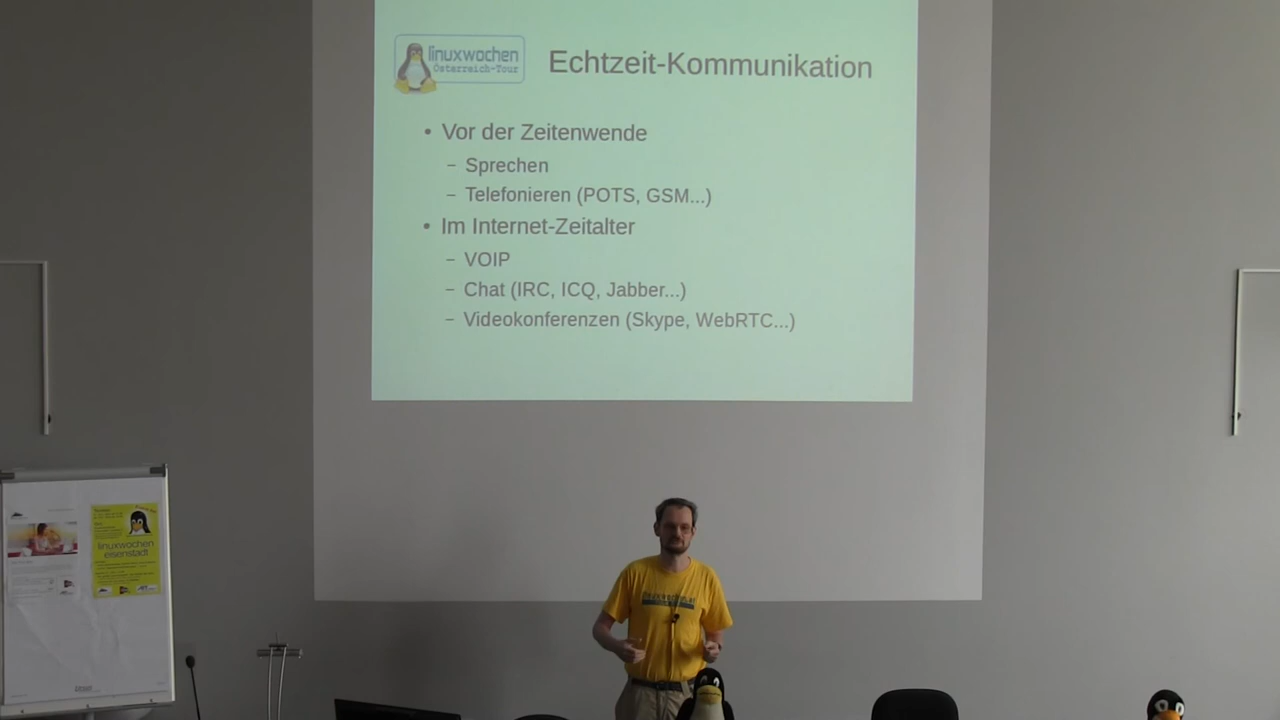 linuxwochen
Österreich-Tour
Echtzeit-Kommunikation
• Vor der Zeitenwende
– Sprechen
– Telefonieren (POTS, GSM...)
• Im Internet-Zeitalter
– VOIP
– Chat (IRC, ICQ, Jabber...)
– Videokonferenzen (Skype, WebRTC...)
linuxwochen
eisenstadt